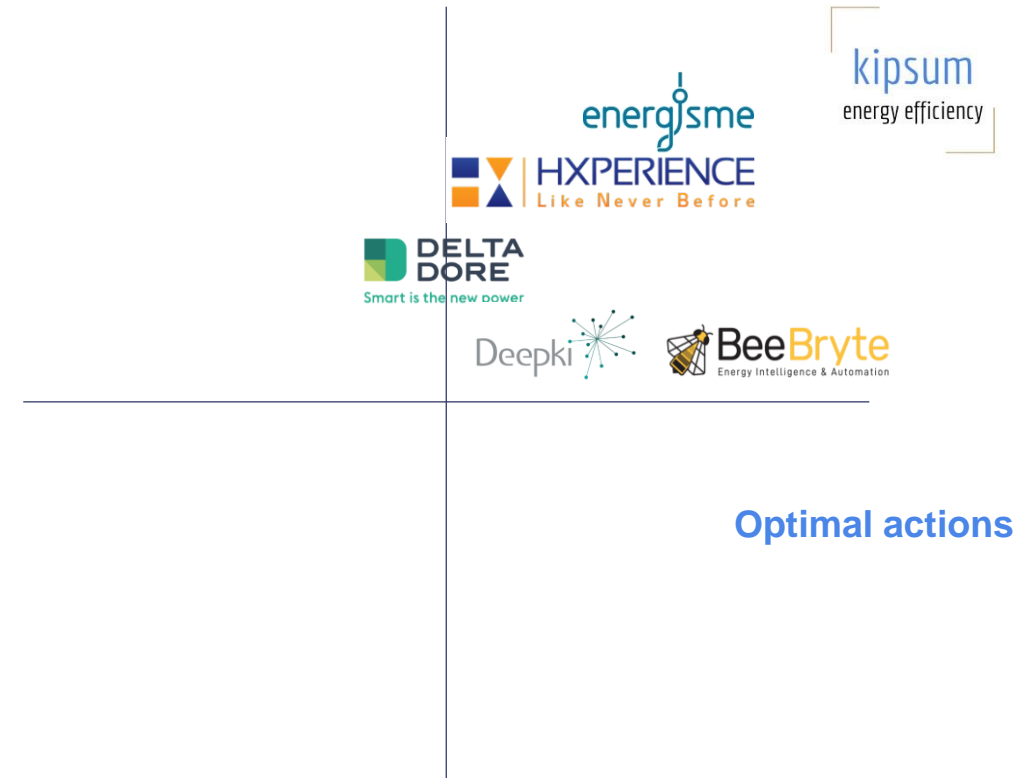 kipsum
energy efficiency
energisme
HXPERIENCE
Like Never Before
DELTA
DORE
Smart is the new power
Deepki
BeeBryte
Energy Intelligence & Automation
Optimal actions